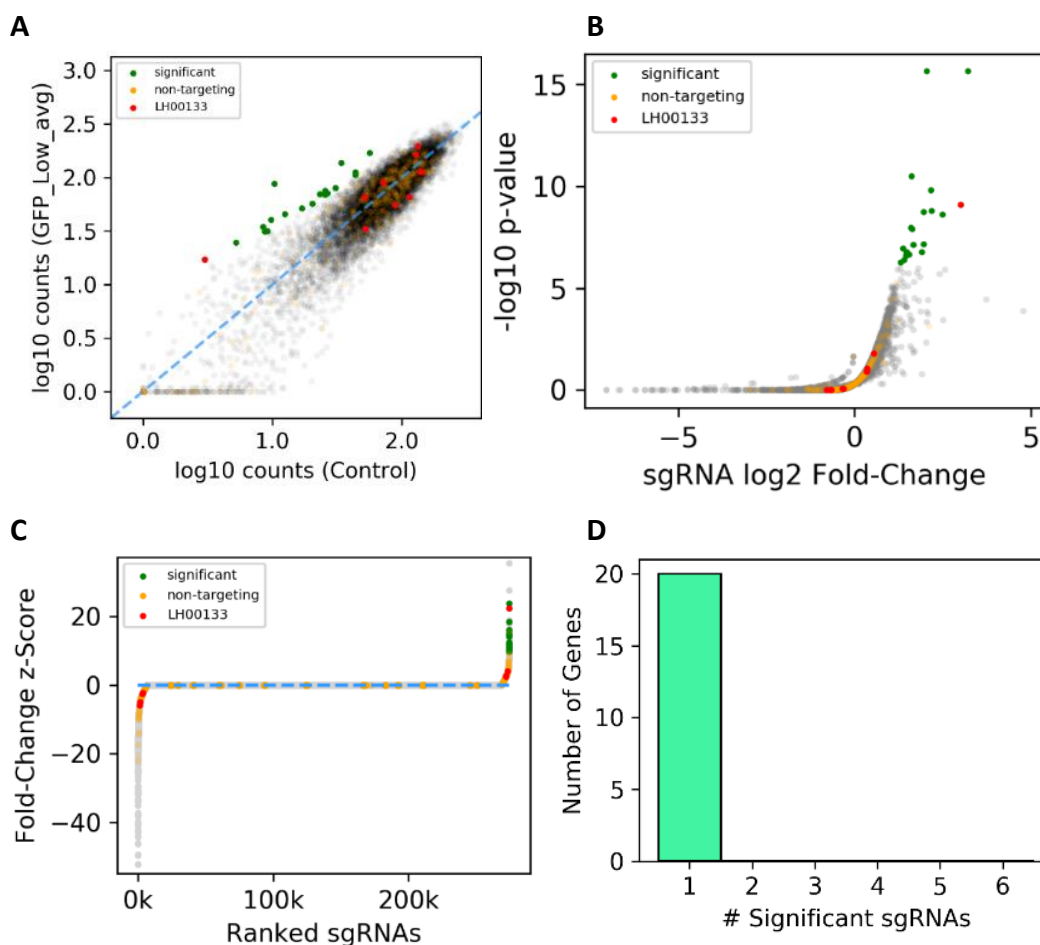 A
3.0
2.5
2.0
1.5
1.0
0.5
0.0
log10 counts (GFP_Low_avg)
significant
non-targeting
LH00133
0.0
1.0
2.0
log10 counts (Control)
B
15
10
5
0
-log10 p-value
significant
non-targeting
LH00133
−5
0
5
sgRNA log2 Fold-Change
C
20
0
−20
−40
Fold-Change z-Score
significant
non-targeting
LH00133
0k
100k
200k
Ranked sgRNAs
D
20
15
10
5
0
Number of Genes
1
2
3
4
5
6
# Significant sgRNAs